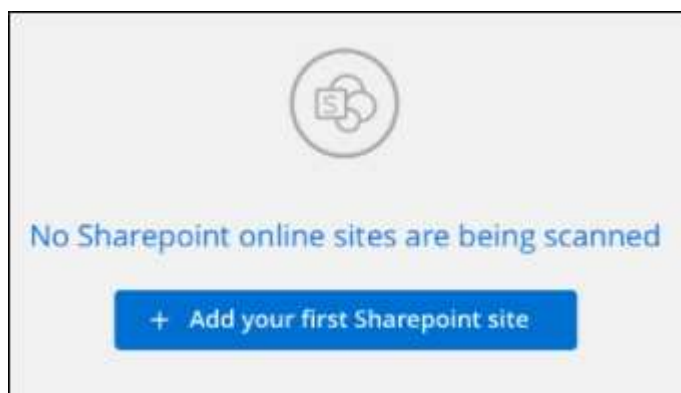 S
No Sharepoint online sites are being scanned
+ Add your first Sharepoint site